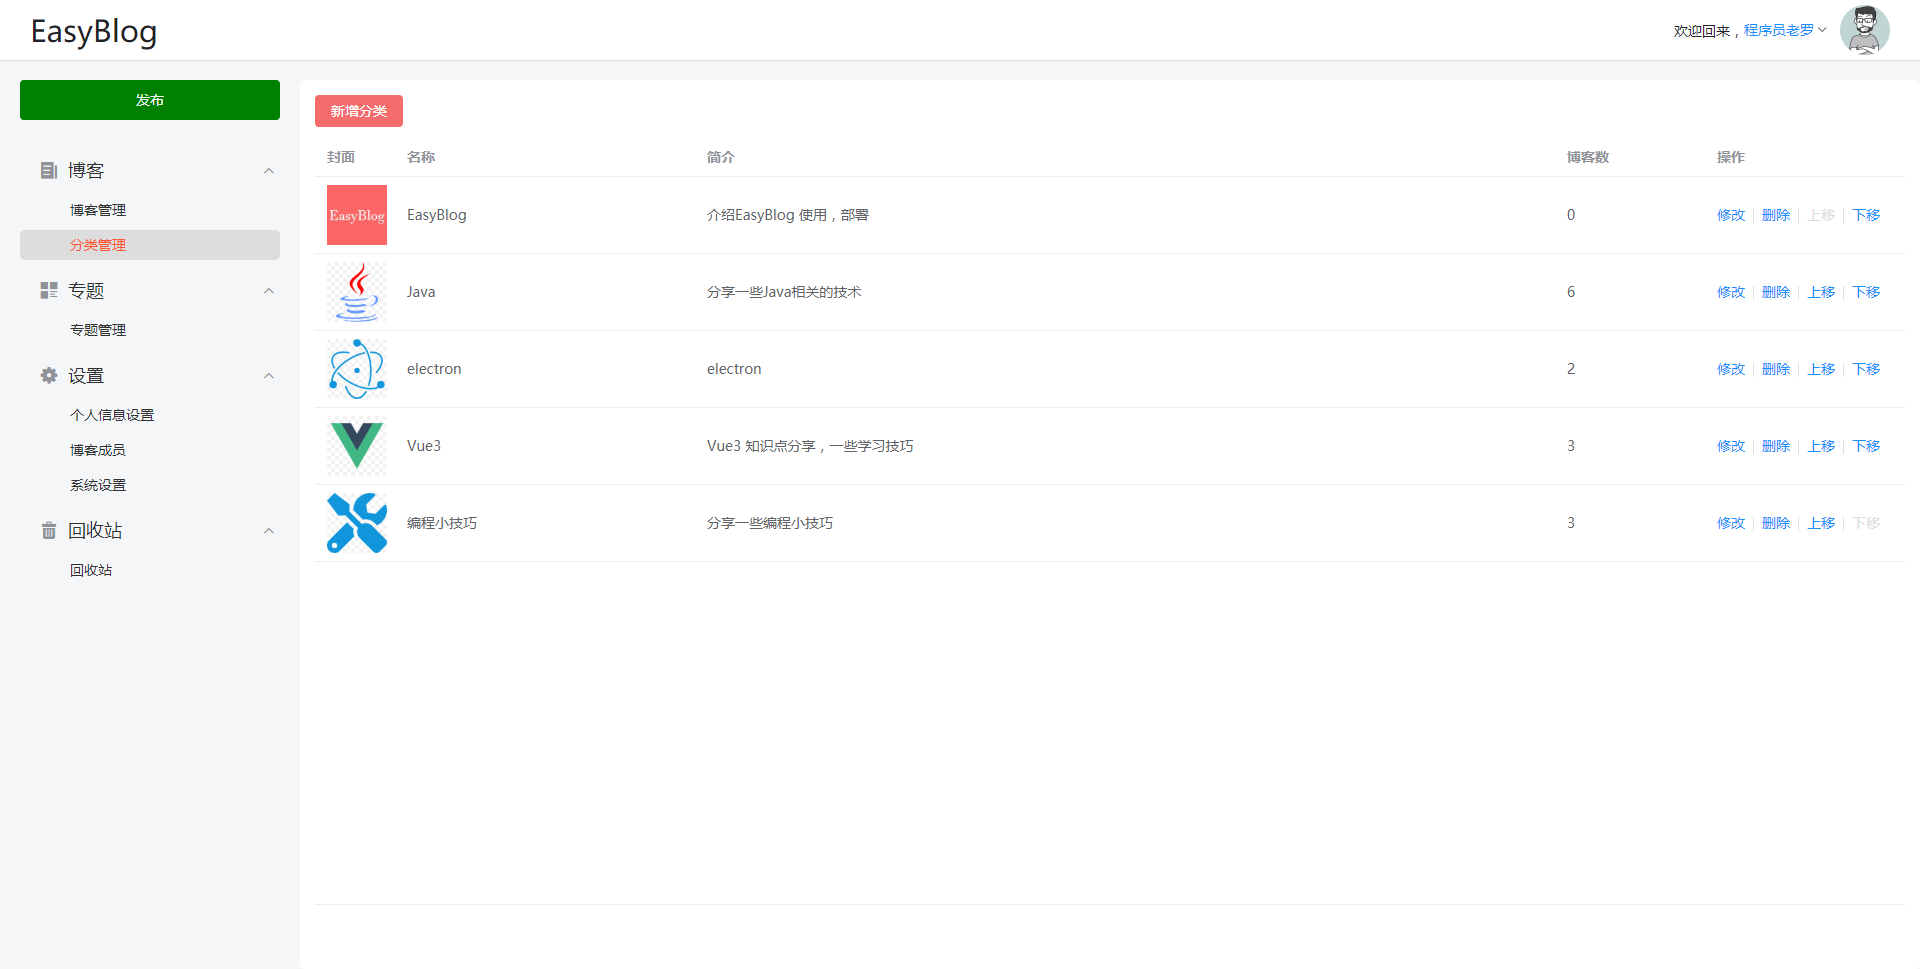 EasyBlog
欢迎回来，程序员老罗
发布
博客
博客管理
分类管理
专题
专题管理
设置
个人信息设置
博客成员
系统设置
回收站
回收站
新增分类
封面 名称 简介 博客数 操作
EasyBlog EasyBlog 介绍EasyBlog 使用，部署 0 修改 删除 上移 下移
Java 分享一些Java相关的技术 6 修改 删除 上移 下移
electron electron 2 修改 删除 上移 下移
Vue3 Vue3 知识点分享，一些学习技巧 3 修改 删除 上移 下移
编程小技巧 分享一些编程小技巧 3 修改 删除 上移 下移